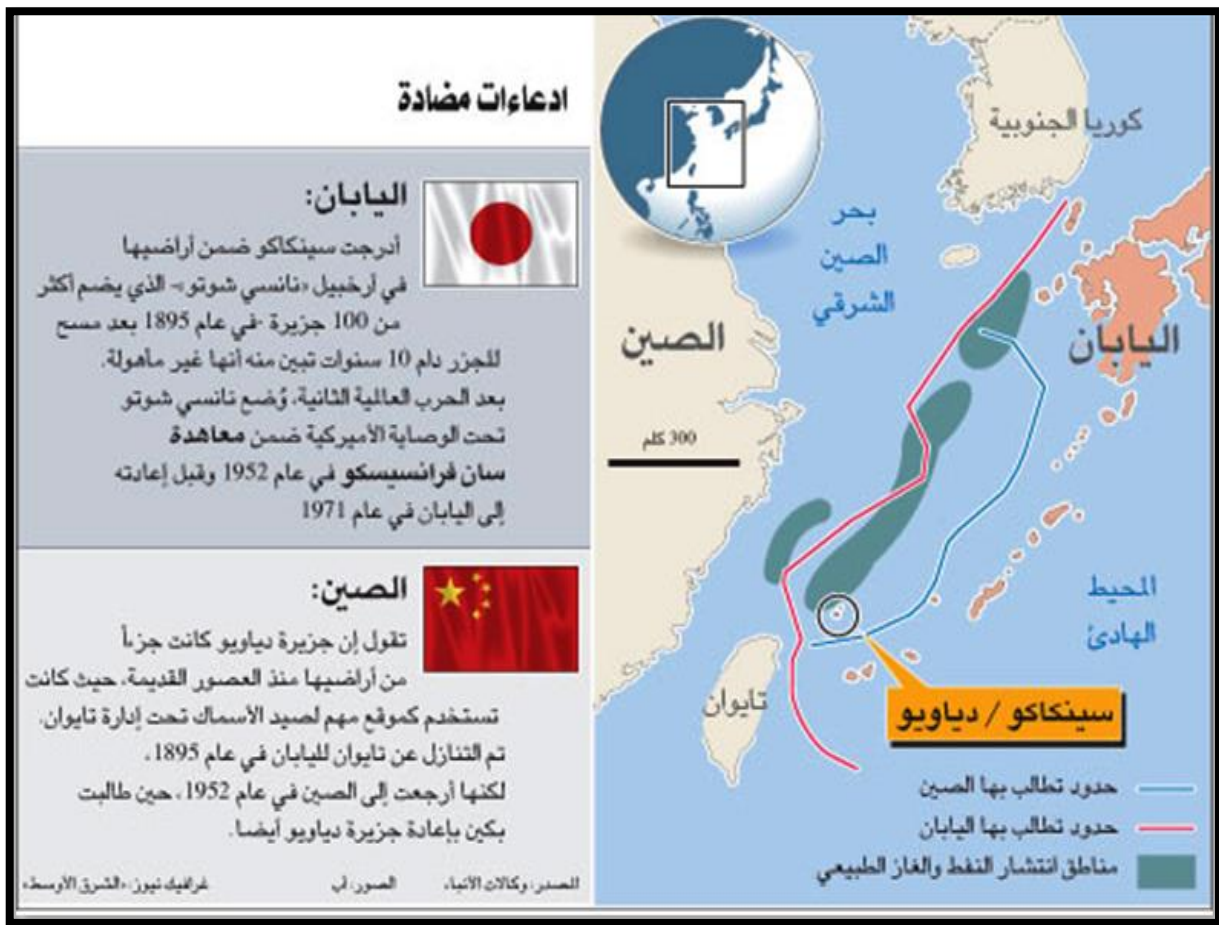 ادعاءات مضادة
اليابان:
أدرجت سينكاكو ضمن أراضيها
في أرخبيل «نانسي شوتو»- الذي يضم أكثر
من 100 جزيرة -في عام 1895 بعد مسح
للجزر دام 10 سنوات تبين منه أنها غير مأهولة.
بعد الحرب العالمية الثانية، وُضع نانسي شوتو
تحت الوصاية الأميركية ضمن معاهدة
سان فرانسيسكو في عام 1952 وقبل إعادته
إلى اليابان في عام 1971
الصين:
تقول إن جزيرة دياويو كانت جزءاً
من أراضيها منذ العصور القديمة، حيث كانت
تستخدم كموقع مهم لصيد الأسماك تحت إدارة تايوان.
تم التنازل عن تايوان لليابان في عام 1895،
لكنها أرجعت إلى الصين في عام 1952، حين طالبت
بكين بإعادة جزيرة دياويو أيضا.
المصدر: وكالات الأنباء
الصور: أب
غرافيك نيوز: «الشرق الأوسط»
كوريا الجنوبية
بحر
الصين
الشرقي
الصين
اليابان
300 كلم
المحيط
الهادئ
تايوان
سينكاكو / دياويو
حدود تطالب بها الصين
حدود تطالب بها اليابان
مناطق انتشار النفط والغاز الطبيعي